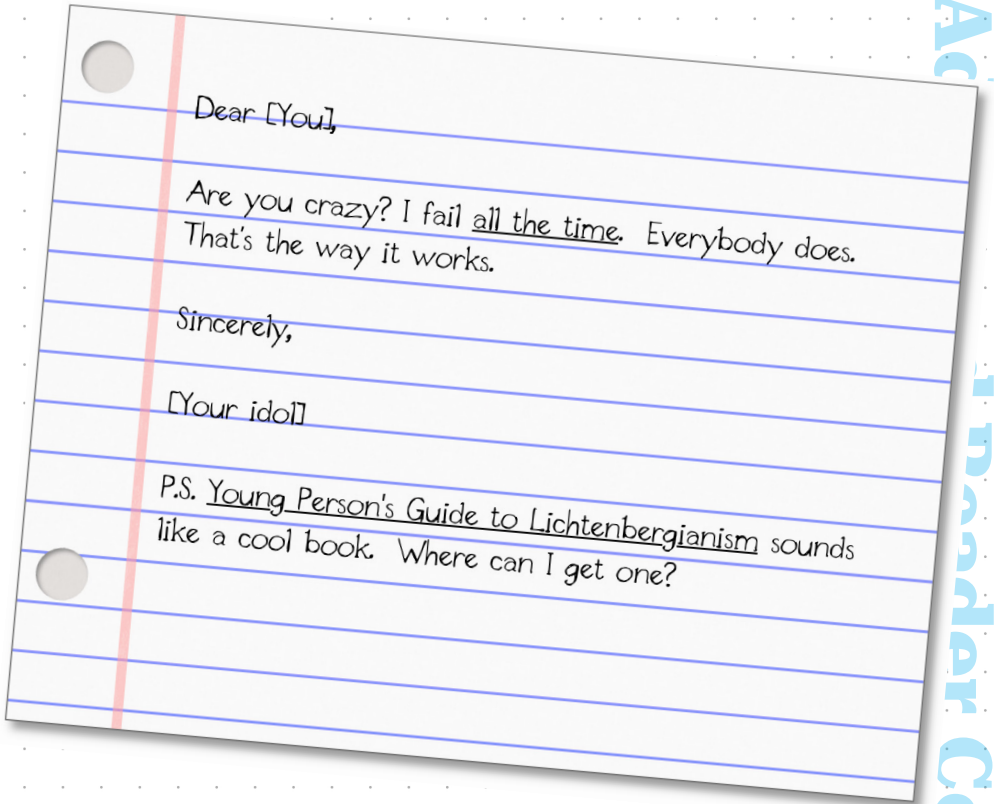 Dear [You],
Are you crazy? I fail all the time. Everybody does.
That's the way it works.
Sincerely,
[Your idol]
P.S. Young Person's Guide to Lichtenbergianism sounds
like a cool book. Where can I get one?